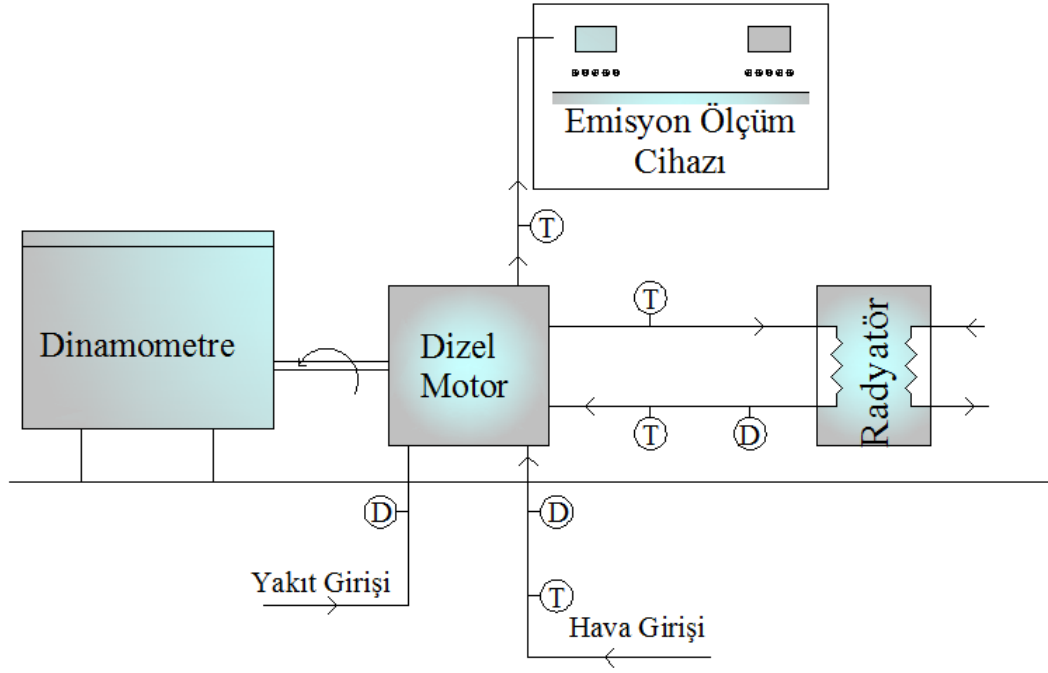 Emisyon Ölçüm
Cihazı
T
T
Dinamometre
Dizel
Motor
Radyatör
T
D
D
D
Yakıt Girişi
T
Hava Girişi